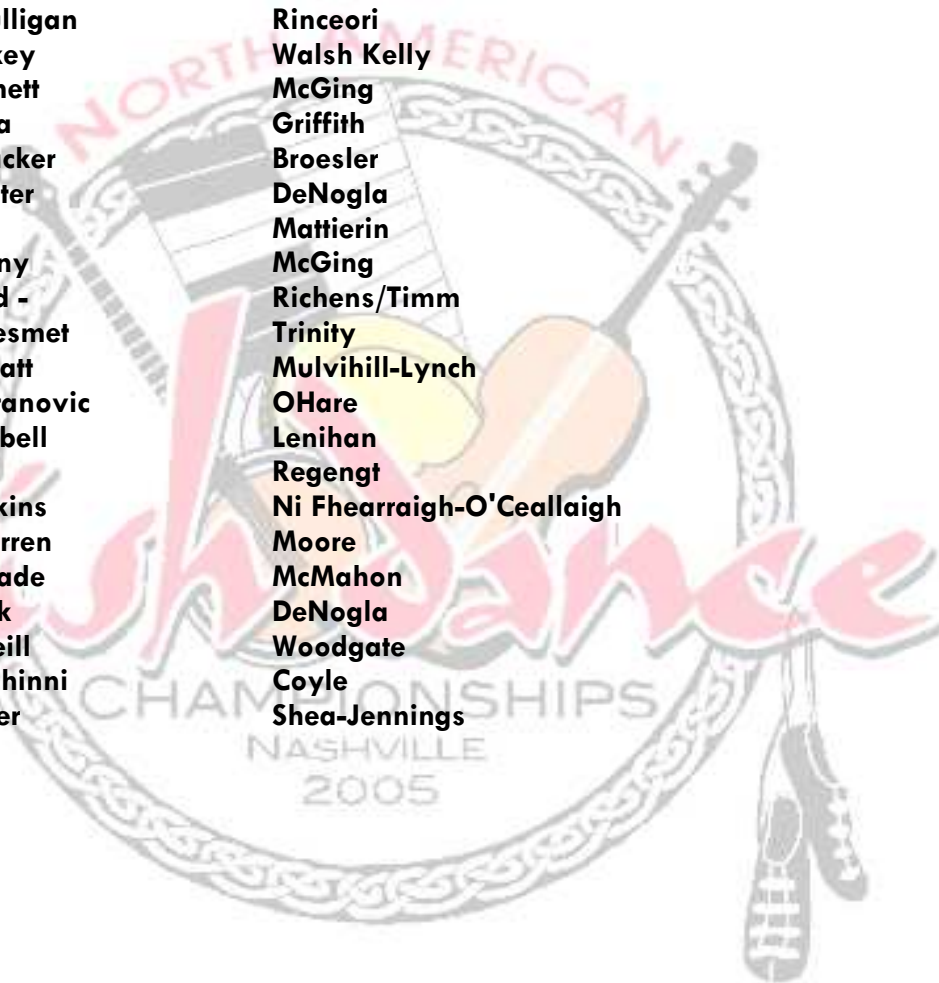 lligan Rinceori
key Walsh Kelly
nett McGing
a Griffith
cker Broesler
ter DeNogla
Mattierin
ny McGing
d - Richens/Timm
esmet Trinity
att Mulvihill-Lynch
ranovic OHare
bell Lenihan
Regengt
kins Ni Fhearraigh-O'Ceallaigh
rren Moore
ade McMahon
k DeNogla
eill Woodgate
hinni Coyle
er Shea-Jennings
NORTH AMERICAN
ish Dance
CHAMPIONSHIPS
NASHVILLE
2005